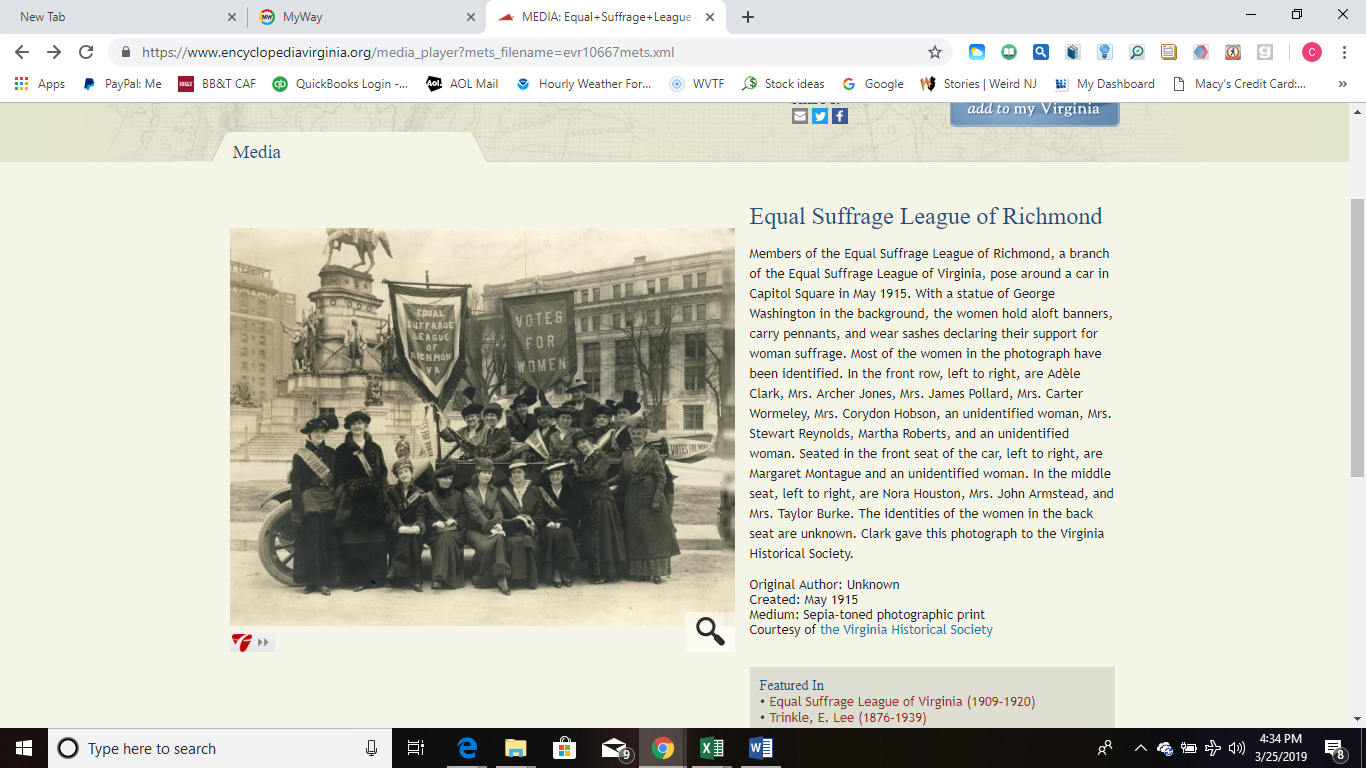 New Tab
MyWay
MEDIA: Equal+Suffrage+League
https://www.encyclopediavirginia.org/media_player?mets_filename=evr10667mets.xml
C
Apps
PayPal: Me
BB&T CAF
QuickBooks Login -...
AOL Mail
Hourly Weather For...
WVTF
Stock ideas
Google
Stories | Weird NJ
My Dashboard
Macy's Credit Card:...
add to my Virginia
Media
EQUAL
SUFFRAGE
LEAGUE
OF
RICHMOND
VA
VOTES
FOR
WOMEN
Equal Suffrage League of Richmond
Members of the Equal Suffrage League of Richmond, a branch
of the Equal Suffrage League of Virginia, pose around a car in
Capitol Square in May 1915. With a statue of George
Washington in the background, the women hold aloft banners,
carry pennants, and wear sashes declaring their support for
woman suffrage. Most of the women in the photograph have
been identified. In the front row, left to right, are Adèle
Clark, Mrs. Archer Jones, Mrs. James Pollard, Mrs. Carter
Wormeley, Mrs. Corydon Hobson, an unidentified woman, Mrs.
Stewart Reynolds, Martha Roberts, and an unidentified
woman. Seated in the front seat of the car, left to right, are
Margaret Montague and an unidentified woman. In the middle
seat, left to right, are Nora Houston, Mrs. John Armstead, and
Mrs. Taylor Burke. The identities of the women in the back
seat are unknown. Clark gave this photograph to the Virginia
Historical Society.
Original Author: Unknown
Created: May 1915
Medium: Sepia-toned photographic print
Courtesy of the Virginia Historical Society
Featured In
• Equal Suffrage League of Virginia (1909-1920)
• Trinkle, E. Lee (1876-1939)
Type here to search
9
4:34 PM
3/25/2019
8